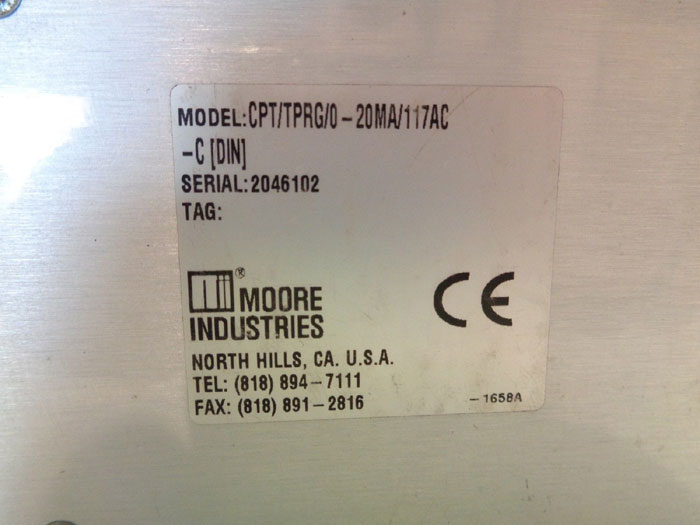 MODEL:CPT/TPRG/0-20MA/117AC
-C [DIN]
SERIAL:2046102
TAG:
® MOORE
INDUSTRIES
CE
NORTH HILLS, CA. U.S.A.
TEL: (818) 894-7111
FAX: (818) 891-2816
-1658A